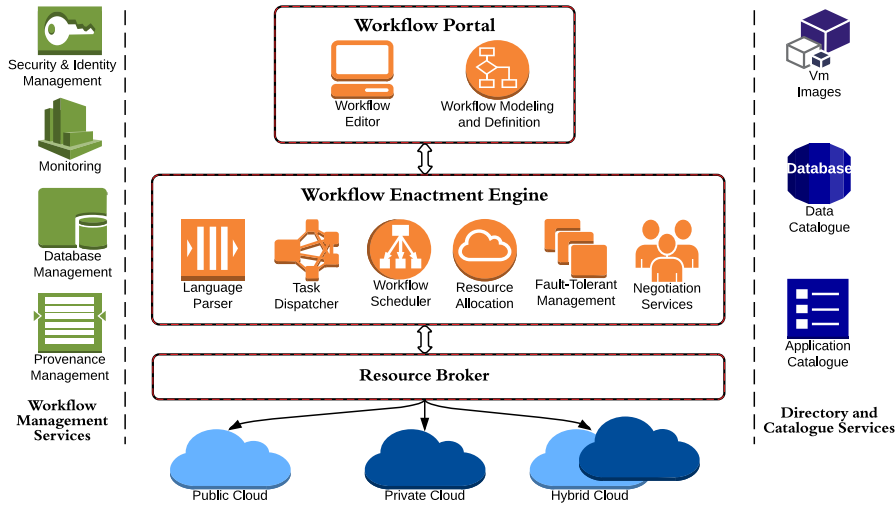 Workflow Portal
Workflow
Editor
Workflow Modeling
and Definition
Security & Identity
Management
Monitoring
Database
Management
Provenance
Management
Workflow
Management
Services
Workflow Enactment Engine
Language
Parser
Task
Dispatcher
Workflow
Scheduler
Resource
Allocation
Fault-Tolerant
Management
Negotiation
Services
Resource Broker
Public Cloud
Private Cloud
Hybrid Cloud
Vm
Images
Database
Data
Catalogue
Application
Catalogue
Directory and
Catalogue Services